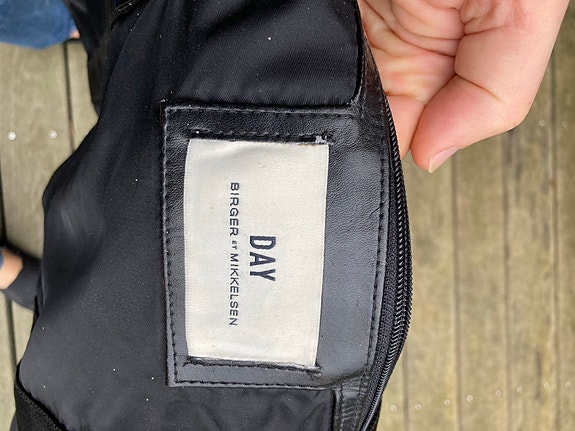 DAY
BIRGER ET MIKKELSEN